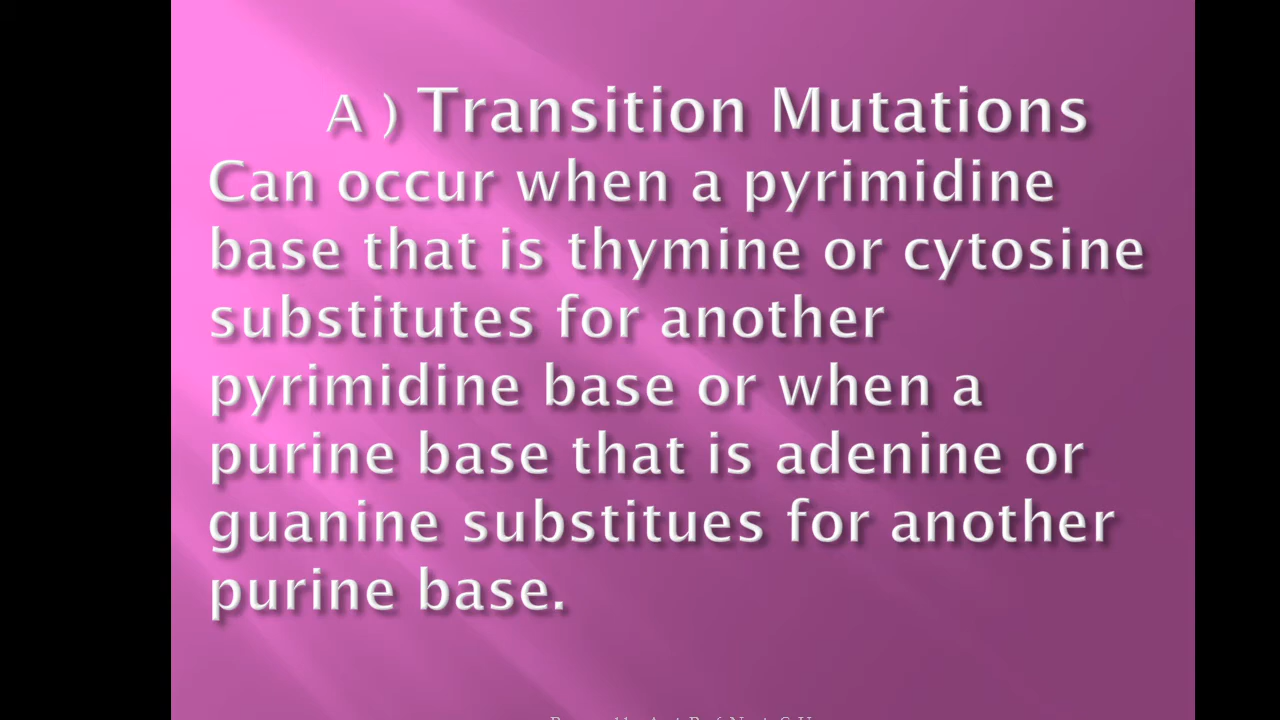 A ) Transition Mutations
Can occur when a pyrimidine
base that is thymine or cytosine
substitutes for another
pyrimidine base or when a
purine base that is adenine or
guanine substitues for another
purine base.